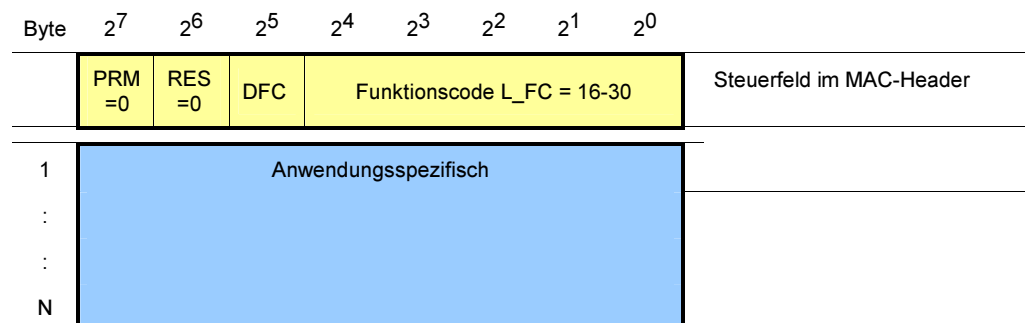 Byte 2^7 2^6 2^5 2^4 2^3 2^2 2^1 2^0
PRM =0 RES =0 DFC Funktionscode L_FC = 16-30 Steuerfeld im MAC-Header
1 Anwendungsspezifisch
:
:
N